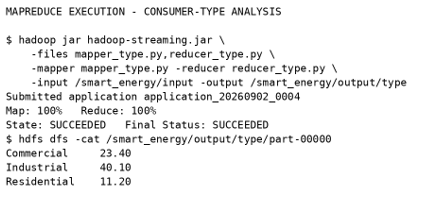 MAPREDUCE EXECUTION - CONSUMER-TYPE ANALYSIS
$ hadoop jar hadoop-streaming.jar \
-files mapper_type.py,reducer_type.py \
-mapper mapper_type.py -reducer reducer_type.py \
-input /smart_energy/input -output /smart_energy/output/type
Submitted application application_20260902_0004
Map: 100% Reduce: 100%
State: SUCCEEDED Final Status: SUCCEEDED
$ hdfs dfs -cat /smart_energy/output/type/part-00000
Commercial 23.40
Industrial 40.10
Residential 11.20